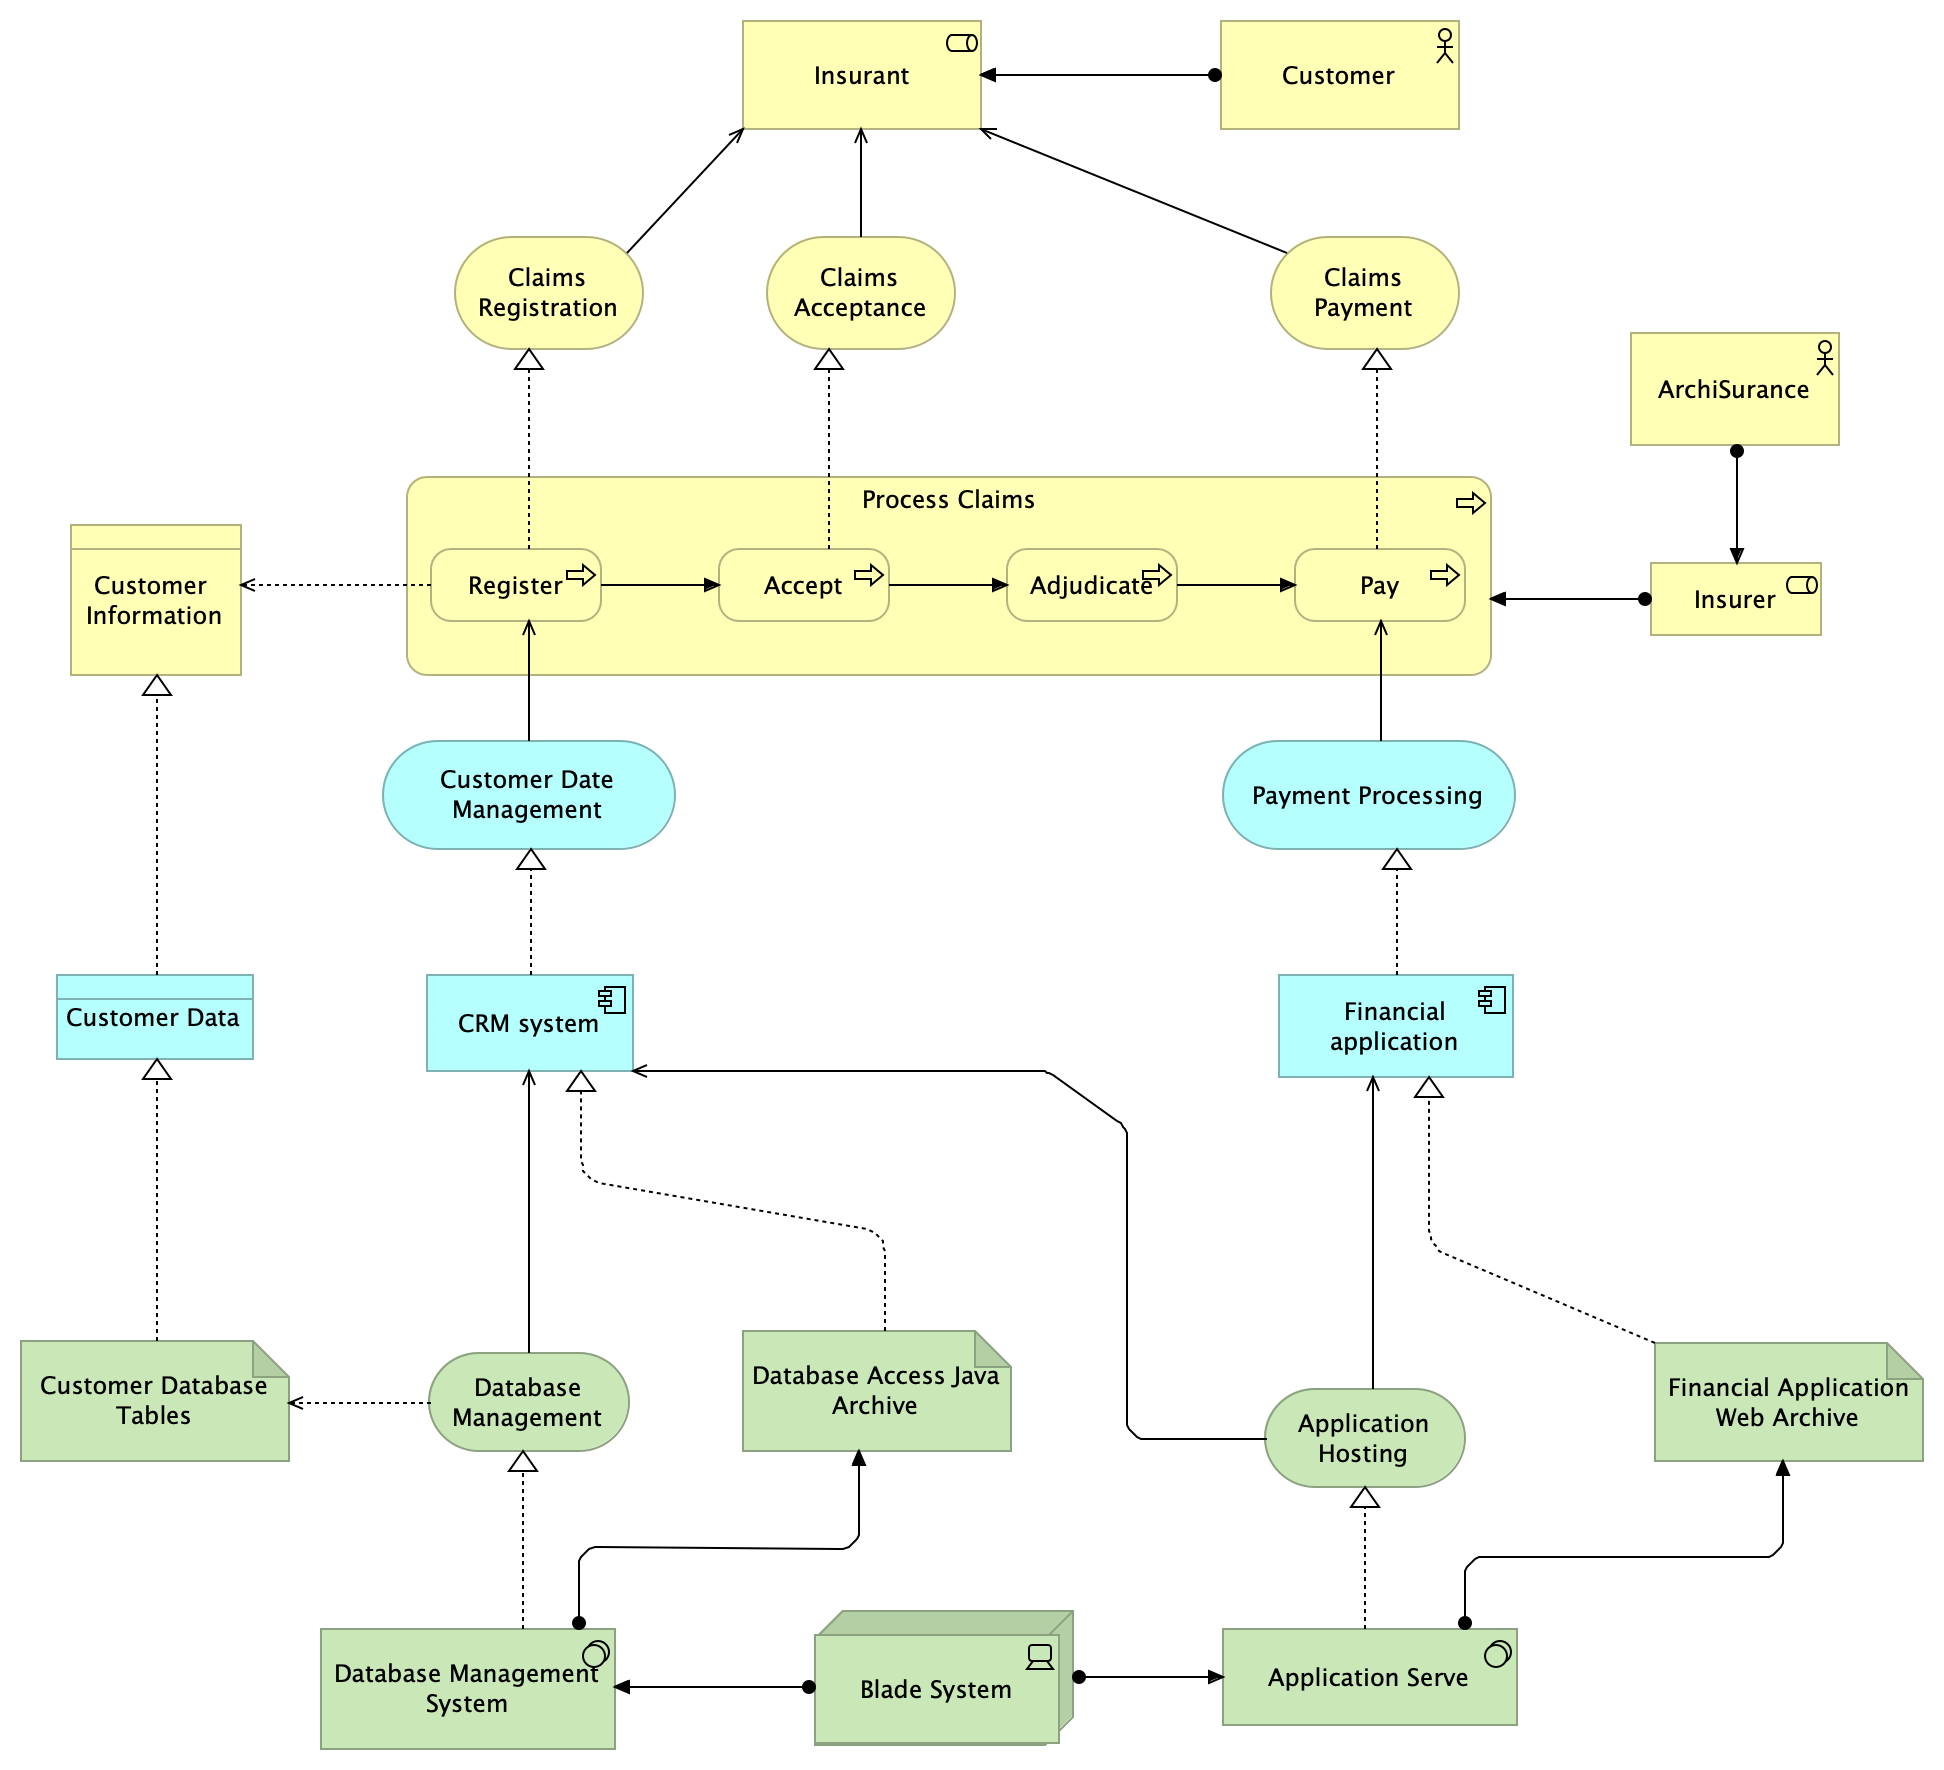 Insurant
Customer
Claims
Registration
Claims
Acceptance
Claims
Payment
ArchiSurance
Process Claims
Customer
Information
Register
Accept
Adjudicate
Pay
Insurer
Customer Date
Management
Payment Processing
Customer Data
CRM system
Financial
application
Customer Database
Tables
Database
Management
Database Access Java
Archive
Application
Hosting
Financial Application
Web Archive
Database Management
System
Blade System
Application Serve